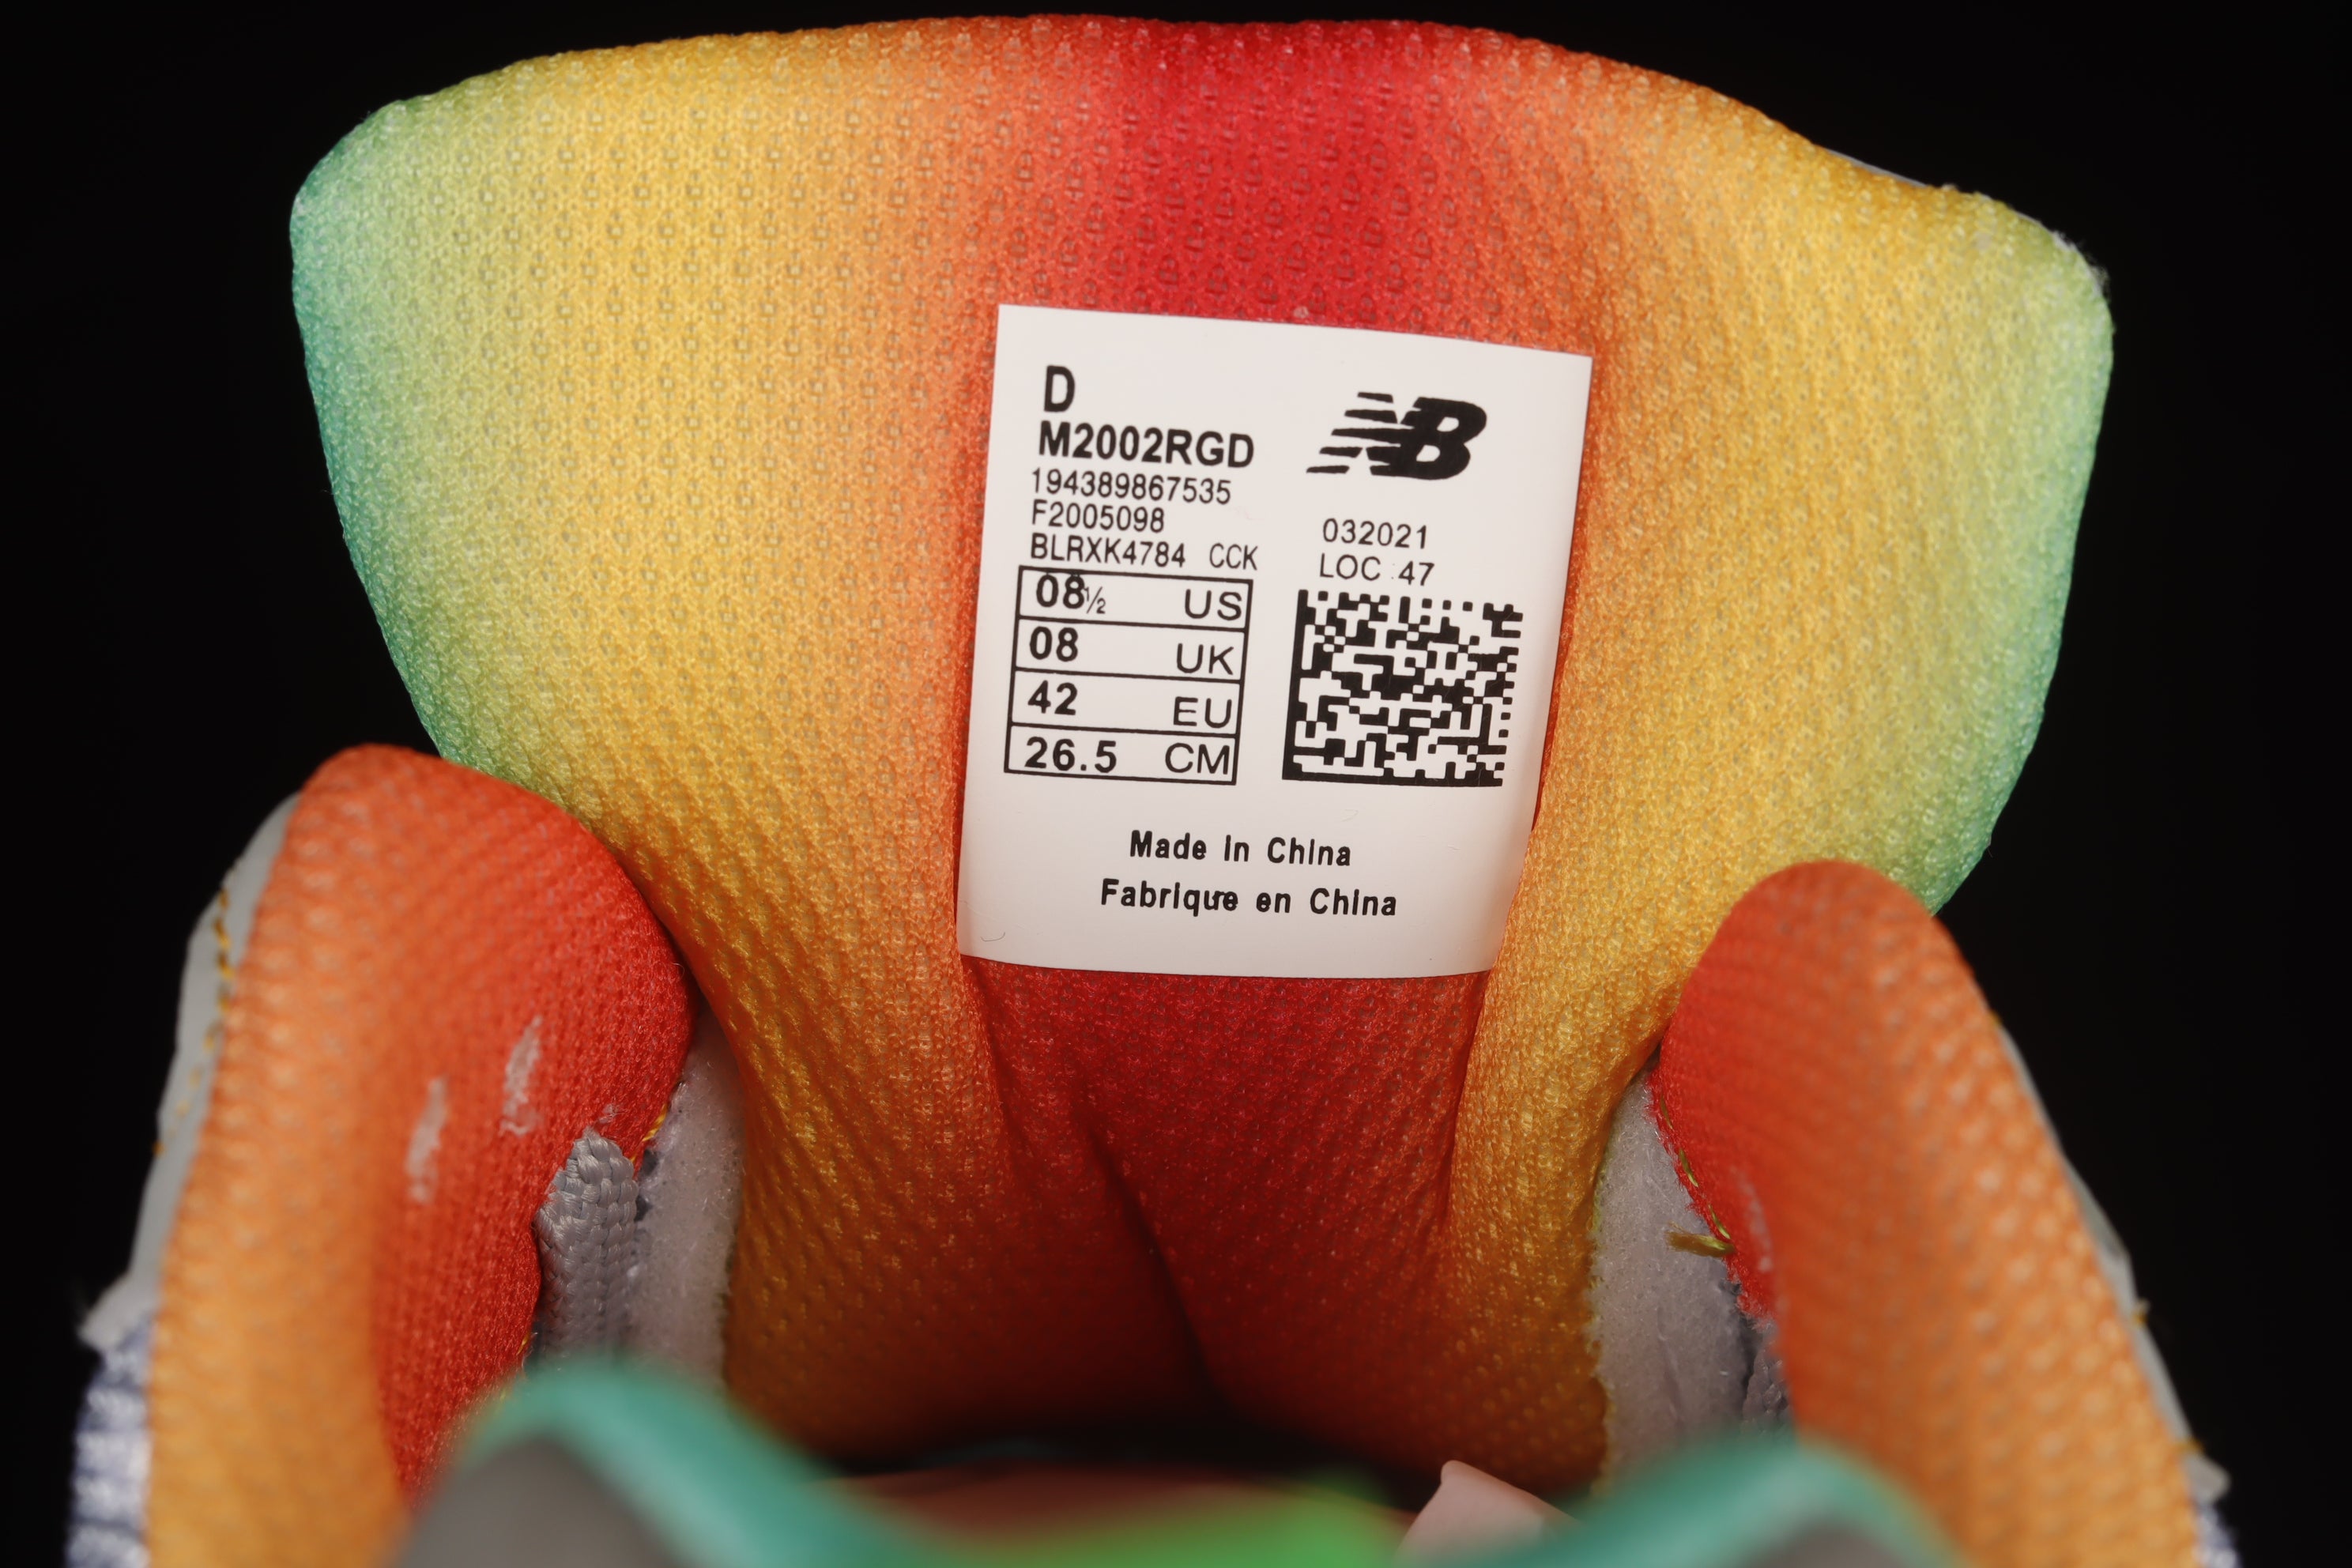 D
M2002RGD
194389867535
F2005098
BLRXK4784 CCK
08½ US
08 UK
42 EU
26.5 CM
NB
032021
LOC 47
Made in China
Fabrique en China